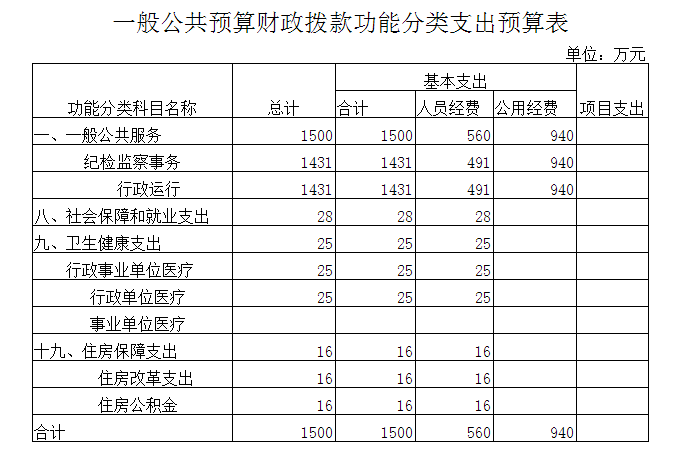 一般公共预算财政拨款功能分类支出预算表
单位：万元
功能分类科目名称 总计 基本支出 项目支出
合计 人员经费 公用经费
一、一般公共服务 1500 1500 560 940
纪检监察事务 1431 1431 491 940
行政运行 1431 1431 491 940
八、社会保障和就业支出 28 28 28
九、卫生健康支出 25 25 25
行政事业单位医疗 25 25 25
行政单位医疗 25 25 25
事业单位医疗
十九、住房保障支出 16 16 16
住房改革支出 16 16 16
住房公积金 16 16 16
合计 1500 1500 560 940